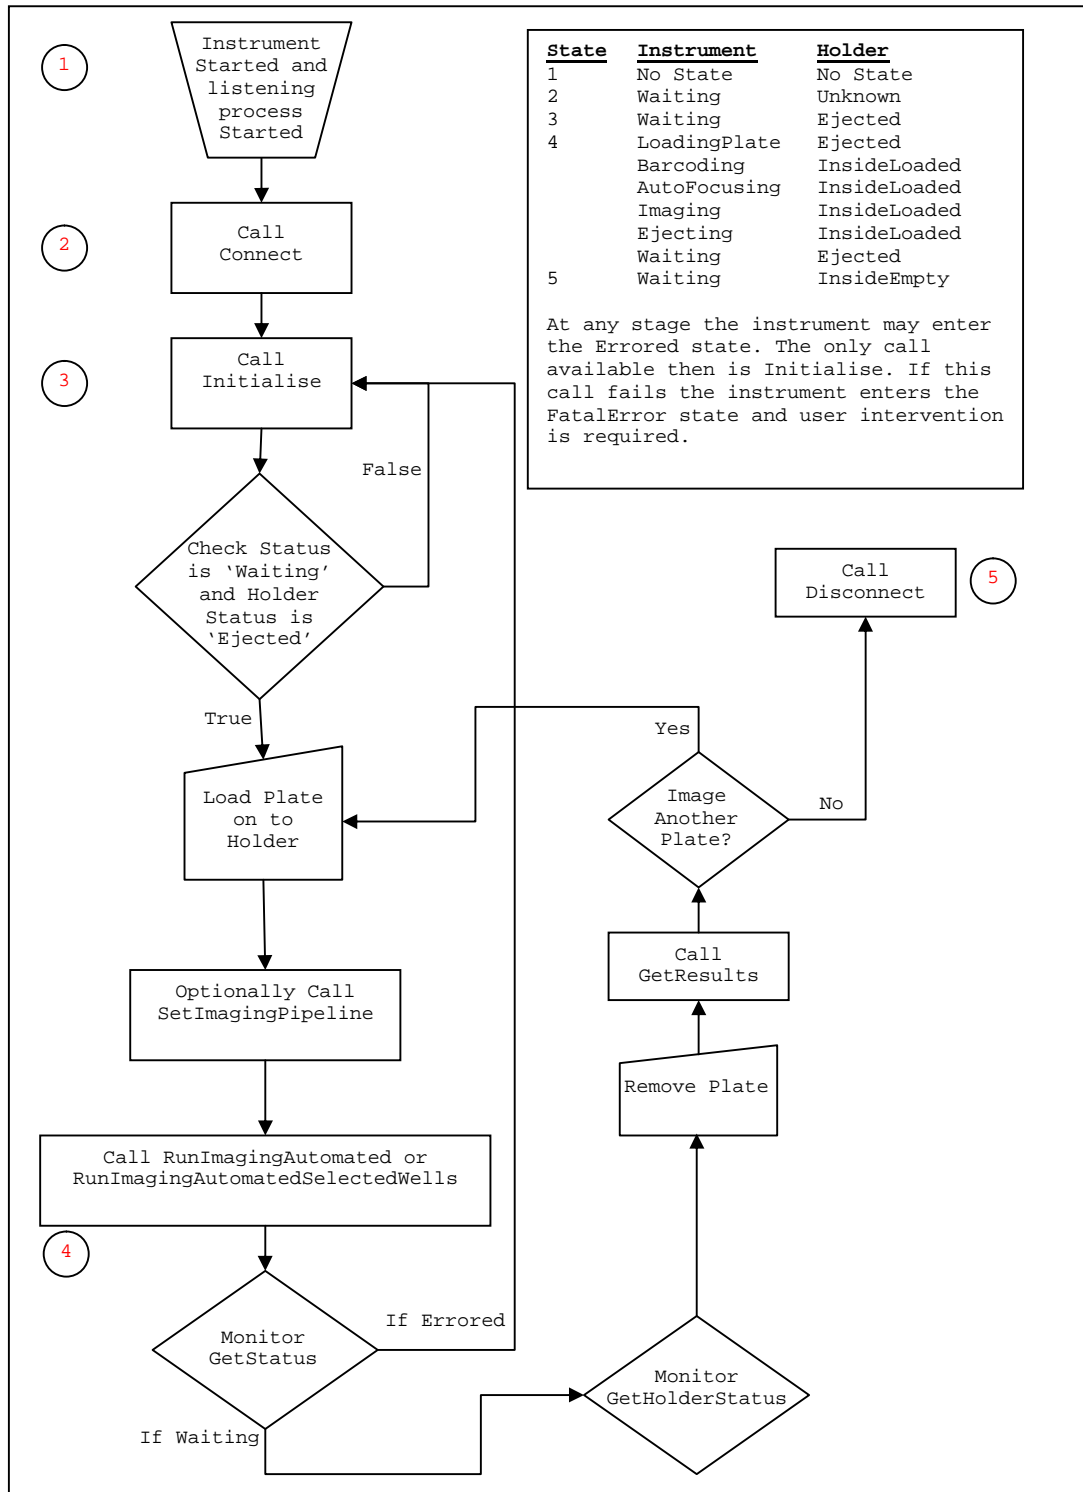 1
Instrument
Started and
listening
process
Started
State Instrument Holder
1 No State No State
2 Waiting Unknown
3 Waiting Ejected
4 LoadingPlate Ejected
Barcoding InsideLoaded
AutoFocusing InsideLoaded
Imaging InsideLoaded
Ejecting InsideLoaded
Waiting Ejected
5 Waiting InsideEmpty
At any stage the instrument may enter
the Errored state. The only call
available then is Initialise. If this
call fails the instrument enters the
FatalError state and user intervention
is required.
2
Call
Connect
3
Call
Initialise
False
Check Status
is ‘Waiting’
and Holder
Status is
‘Ejected’
True
Load Plate
on to
Holder
Optionally Call
SetImagingPipeline
Call RunImagingAutomated or
RunImagingAutomatedSelectedWells
4
Monitor
GetStatus
If Errored
If Waiting
Monitor
GetHolderStatus
Remove Plate
Call
GetResults
Image
Another
Plate?
Yes
No
Call
Disconnect
5